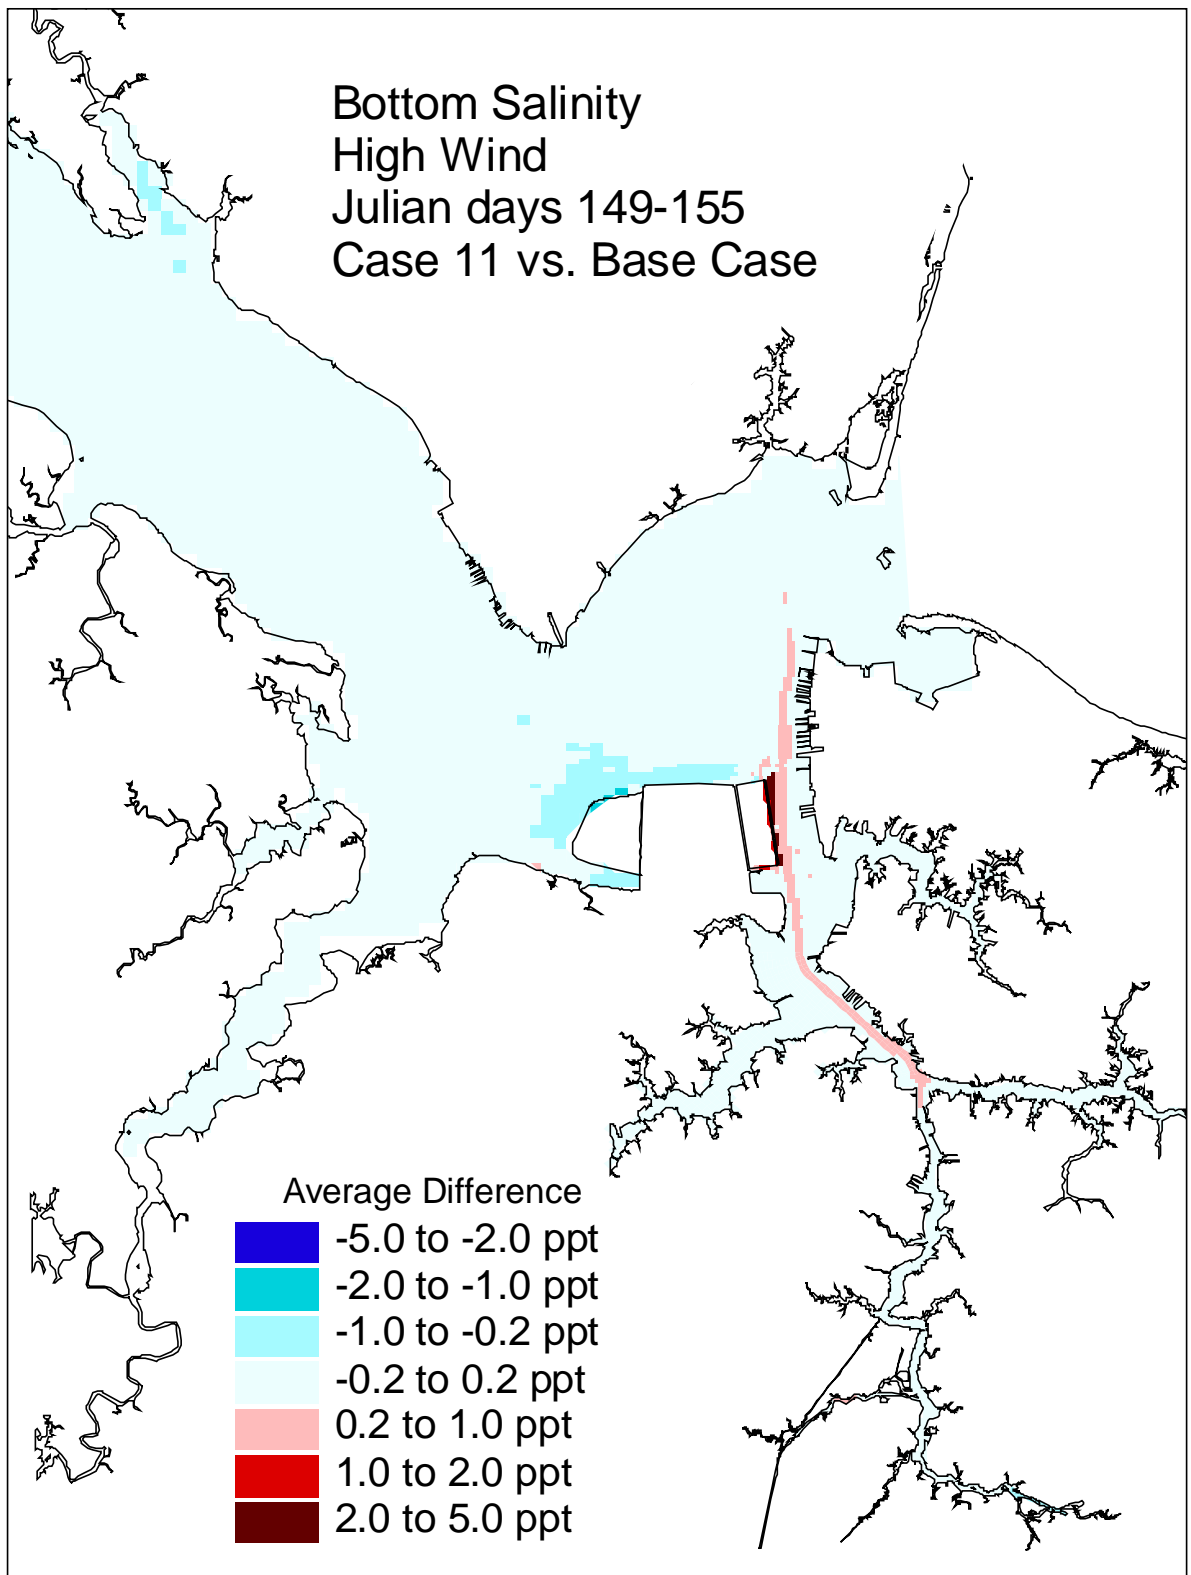 Bottom Salinity
High Wind
Julian days 149-155
Case 11 vs. Base Case
Average Difference
-5.0 to -2.0 ppt
-2.0 to -1.0 ppt
-1.0 to -0.2 ppt
-0.2 to 0.2 ppt
0.2 to 1.0 ppt
1.0 to 2.0 ppt
2.0 to 5.0 ppt